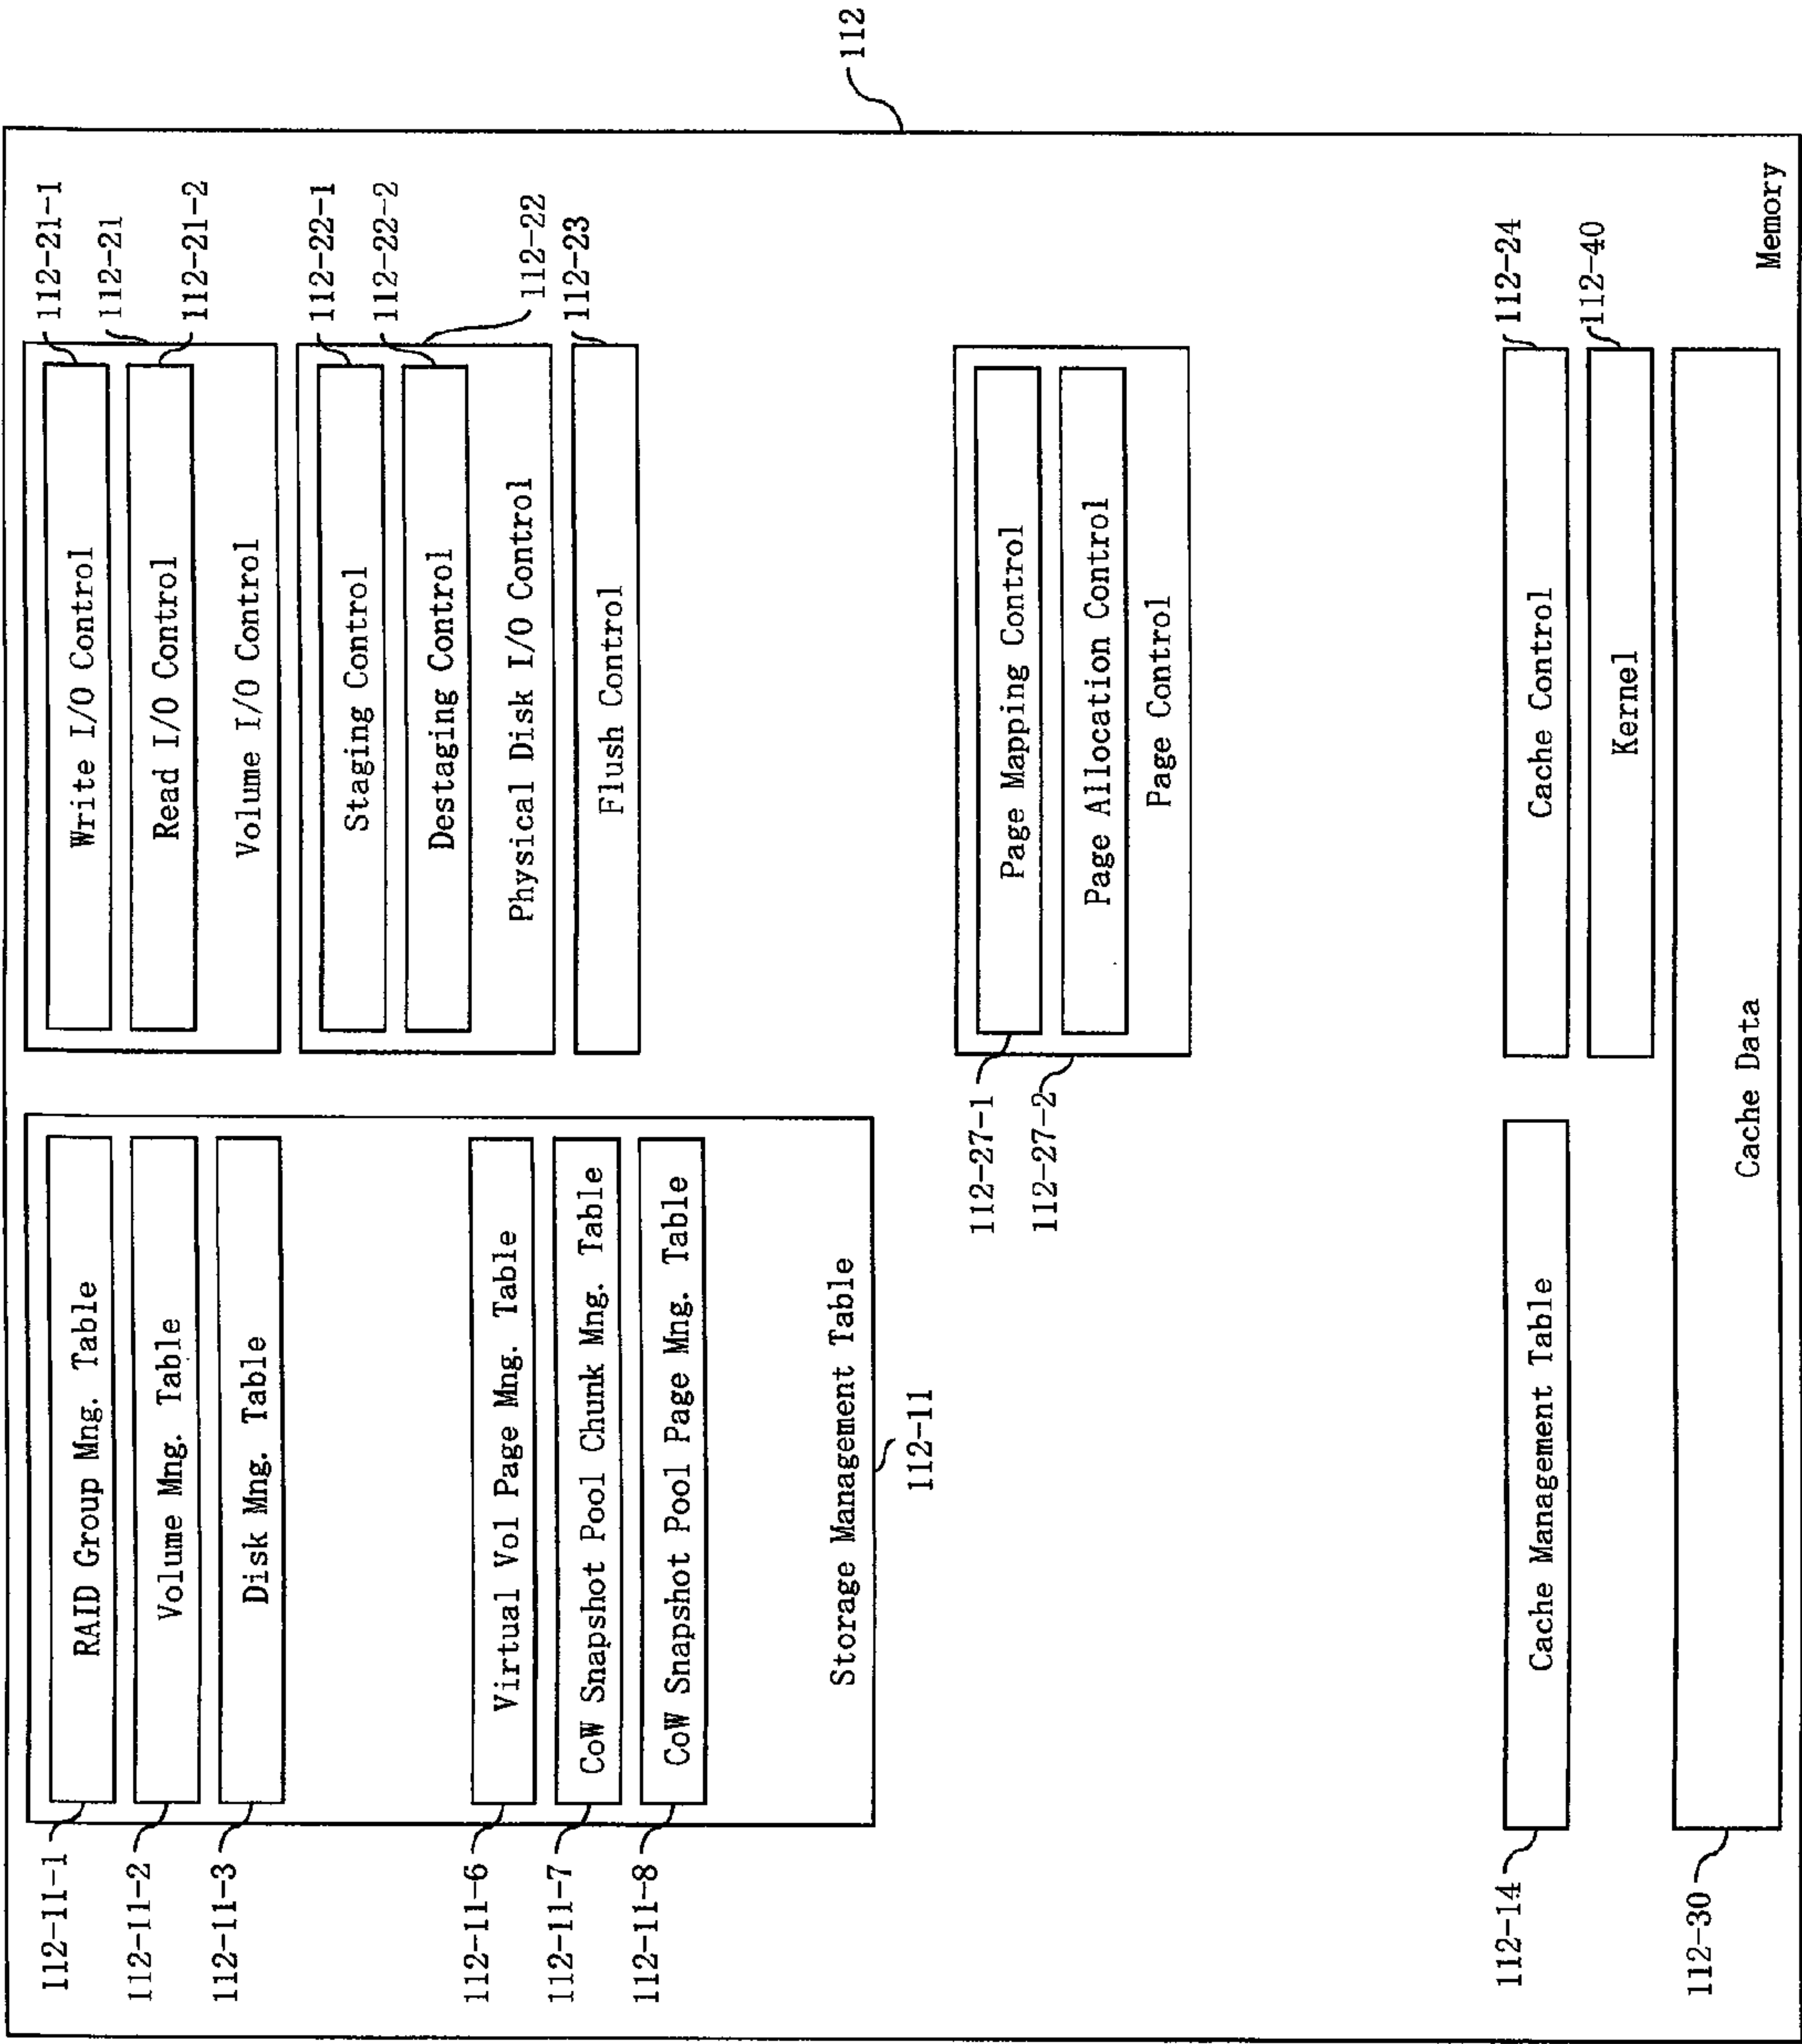 112
Memory
112-11-1
RAID Group Mng. Table
112-11-2
Volume Mng. Table
112-11-3
Disk Mng. Table
112-11-6
Virtual Vol Page Mng. Table
112-11-7
CoW Snapshot Pool Chunk Mng. Table
112-11-8
CoW Snapshot Pool Page Mng. Table
Storage Management Table
112-11
Write I/O Control
112-21-1
112-21
Read I/O Control
112-21-2
Volume I/O Control
Staging Control
112-22-1
Destaging Control
112-22-2
Physical Disk I/O Control
112-22
Flush Control
112-23
112-27-1
Page Mapping Control
112-27-2
Page Allocation Control
Page Control
112-14
Cache Management Table
Cache Control
112-24
Kernel
112-40
112-30
Cache Data